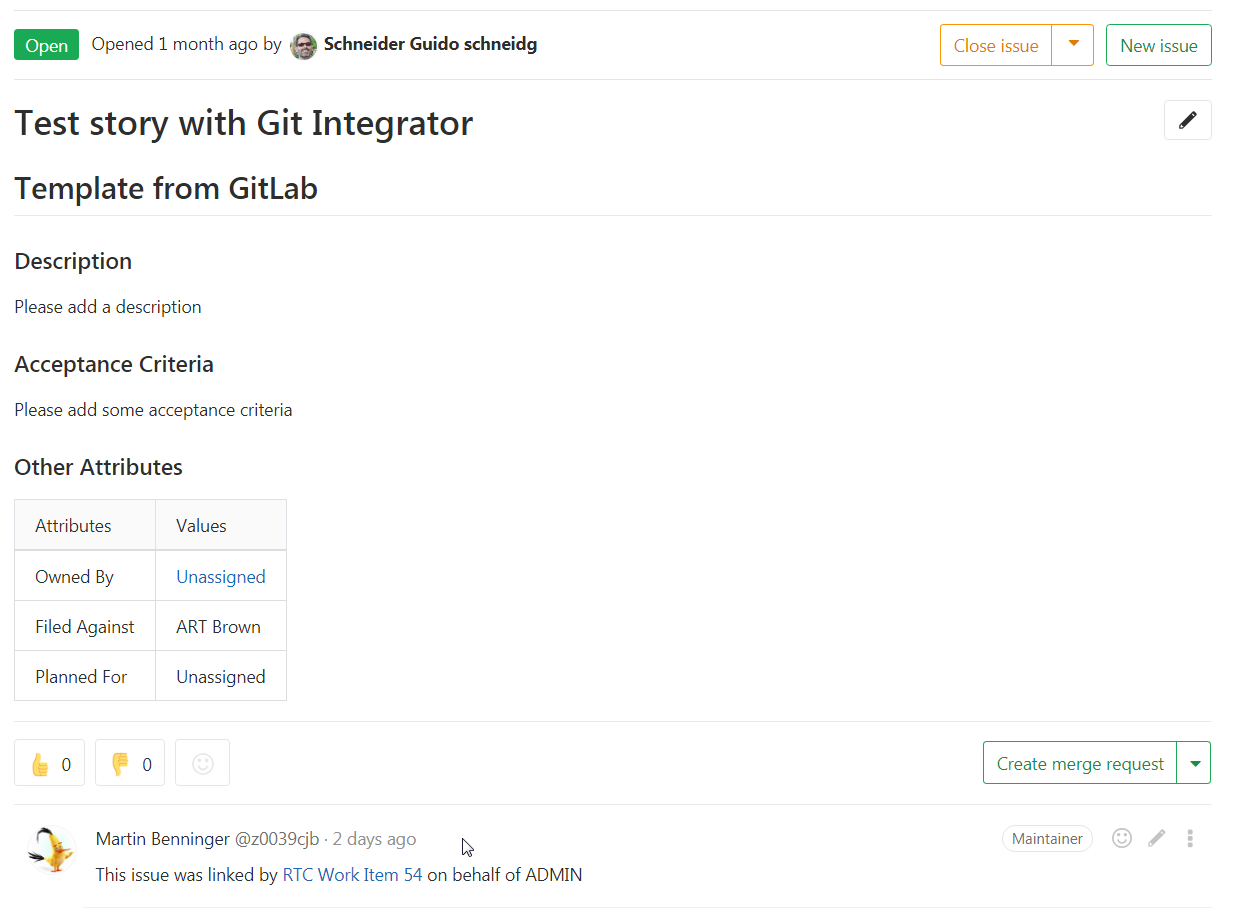 Open Opened 1 month ago by Schneider Guido schneidg Close issue New issue
Test story with Git Integrator
Template from GitLab
Description
Please add a description
Acceptance Criteria
Please add some acceptance criteria
Other Attributes
Attributes Values
Owned By Unassigned
Filed Against ART Brown
Planned For Unassigned
0 0 Create merge request
Martin Benninger @z0039cjb · 2 days ago Maintainer
This issue was linked by RTC Work Item 54 on behalf of ADMIN